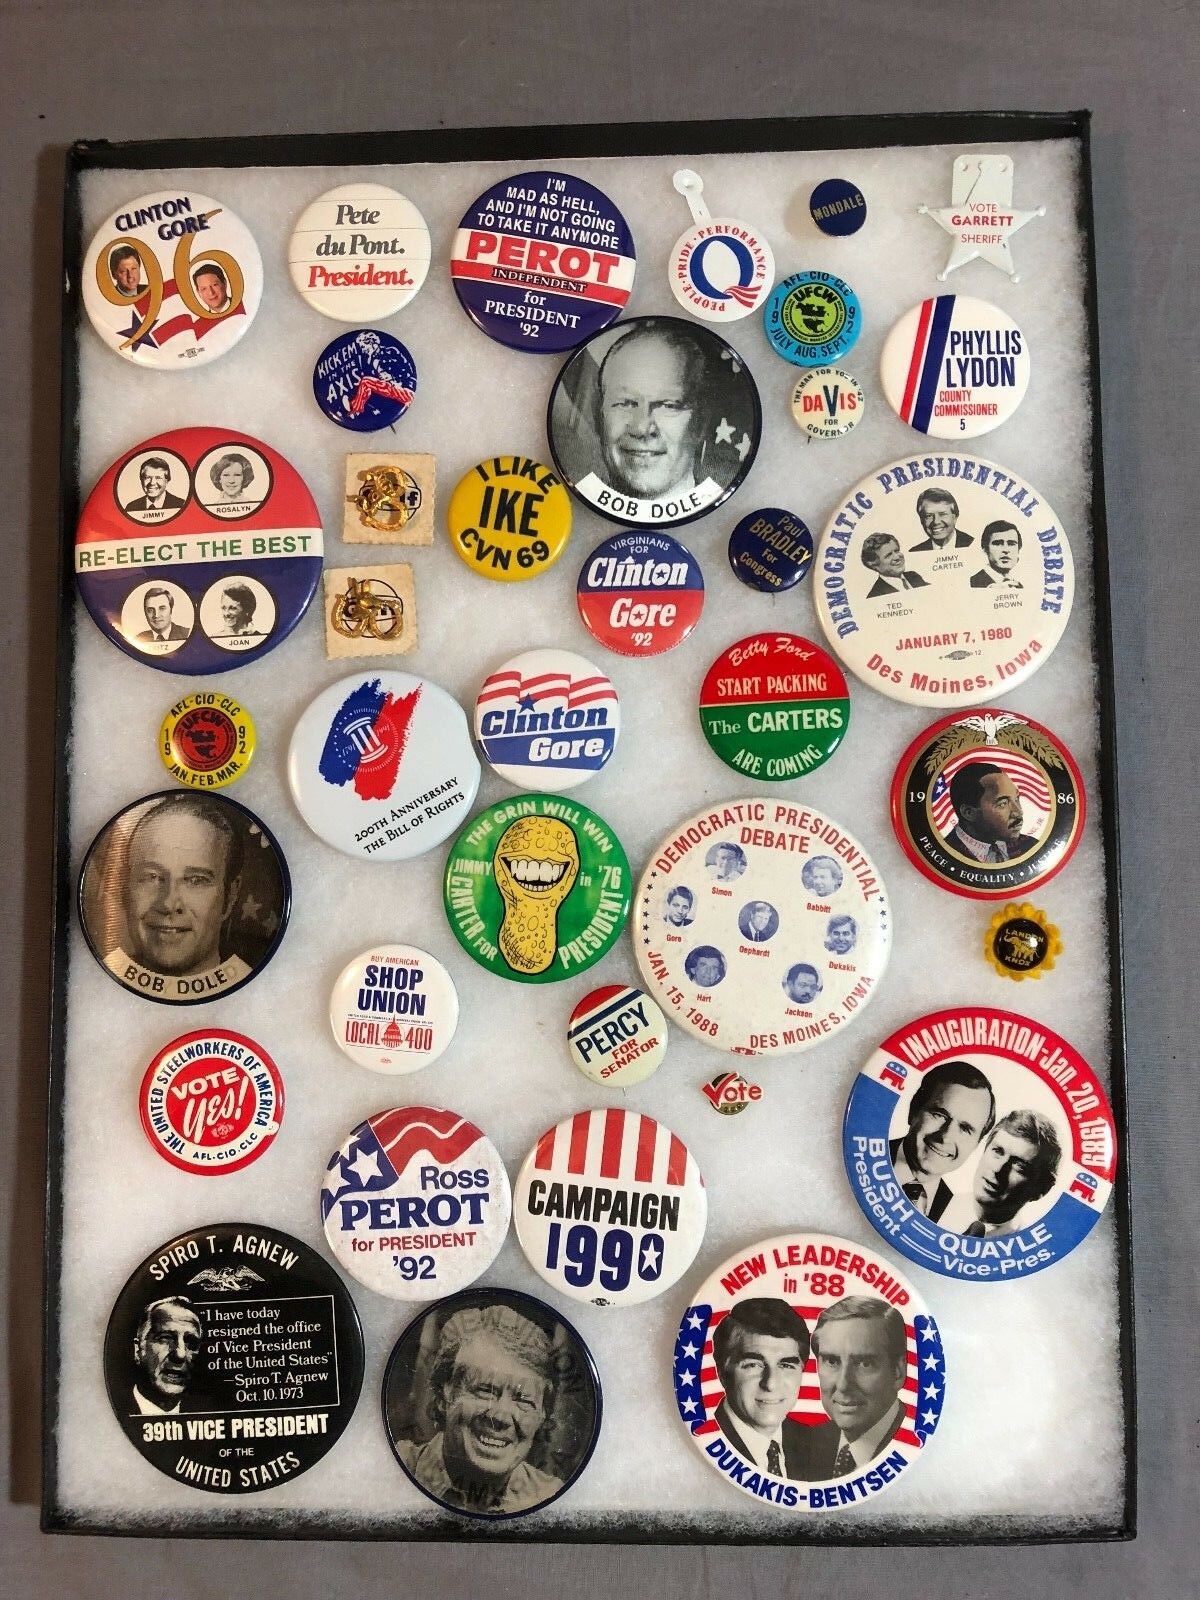 CLINTON
GORE
96
Pete
du Pont.
President.
I'M
MAD AS HELL,
AND I'M NOT GOING
TO TAKE IT ANYMORE
PEROT
INDEPENDENT
for
PRESIDENT
'92
PEOPLE·PRIDE·PERFORMANCE
Q
MONDALE
VOTE
GARRETT
SHERIFF
AFL-CIO-CLC
UFCW
19 92
JULY AUG. SEPT.
KICK 'EM
IN THE
AXIS
BOB DOLE
THE MAN FOR YOU IN '42
DAVIS
FOR
GOVERNOR
PHYLLIS
LYDON
COUNTY
COMMISSIONER
5
JIMMY
ROSALYN
RE-ELECT THE BEST
JOAN
I LIKE
IKE
CVN 69
VIRGINIANS
FOR
Clinton
Gore
'92
Paul
BRADLEY
For
Congress
DEMOCRATIC PRESIDENTIAL DEBATE
TED
KENNEDY
JIMMY
CARTER
JERRY
BROWN
JANUARY 7, 1980
Des Moines, Iowa
Betty Ford
START PACKING
The CARTERS
ARE COMING
AFL-CIO-CLC
UFCW
19 92
JAN. FEB. MAR.
200TH ANNIVERSARY
THE BILL OF RIGHTS
Clinton
Gore
19 86
PEACE • EQUALITY • JUSTICE
BOB DOLE
THE GRIN WILL WIN
in '76
JIMMY
CARTER FOR
PRESIDENT
DEMOCRATIC PRESIDENTIAL
DEBATE
Simon
Babbitt
Gore
Gephardt
Dukakis
Hart
Jackson
JAN. 15, 1988
DES MOINES, IOWA
LANDON
KNOX
BUY AMERICAN
SHOP
UNION
LOCAL 400
PERCY
FOR
SENATOR
Vote
THE UNITED STEELWORKERS OF AMERICA
VOTE
Yes!
AFL·CIO·CLC
INAUGURATION-Jan. 20, 1989
BUSH
President
QUAYLE
Vice-Pres.
Ross
PEROT
for PRESIDENT
'92
CAMPAIGN
1990
SPIRO T. AGNEW
"I have today
resigned the office
of Vice President
of the United States"
—Spiro T. Agnew
Oct. 10. 1973
39th VICE PRESIDENT
OF THE
UNITED STATES
NEW LEADERSHIP
in '88
DUKAKIS-BENTSEN